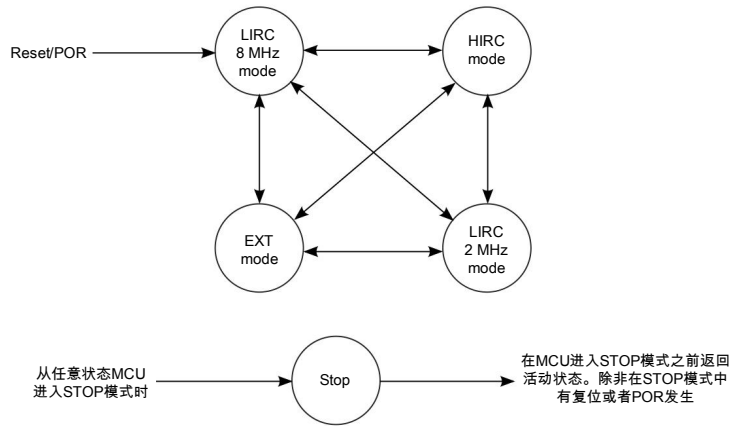 Reset/POR
LIRC
8 MHz
mode
HIRC
mode
EXT
mode
LIRC
2 MHz
mode
从任意状态MCU
进入STOP模式时
Stop
在MCU进入STOP模式之前返回
活动状态。除非在STOP模式中
有复位或者POR发生